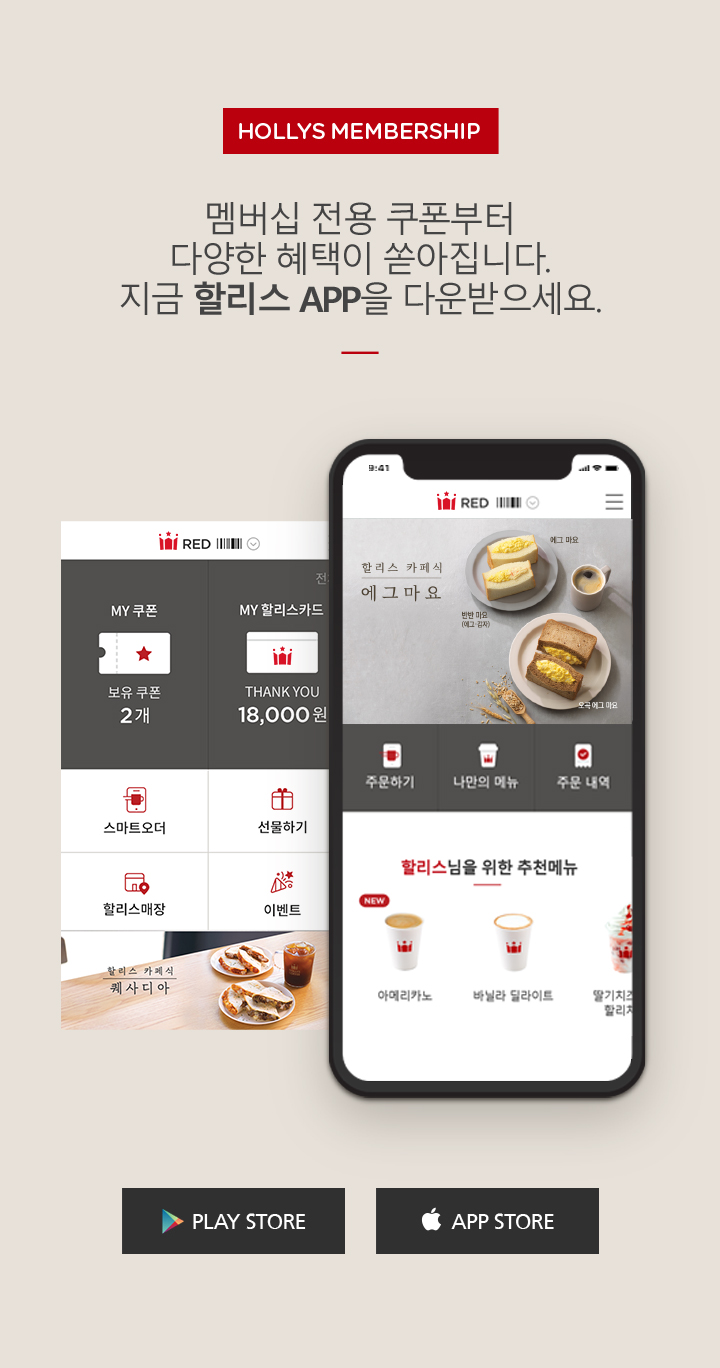 HOLLYS MEMBERSHIP
멤버십 전용 쿠폰부터
다양한 혜택이 쏟아집니다.
지금 할리스 APP을 다운받으세요.
RED
MY 쿠폰
보유 쿠폰
2개
MY 할리스카드
THANK YOU
18,000원
스마트오더
선물하기
할리스매장
이벤트
할리스 카페식
퀘사디아
9:41
RED
할리스 카페식
에그마요
에그 마요
반반 마요
(에그·감자)
오곡 에그 마요
주문하기
나만의 메뉴
주문 내역
할리스님을 위한 추천메뉴
NEW
아메리카노
바닐라 딜라이트
딸기치즈
할리치
PLAY STORE
APP STORE